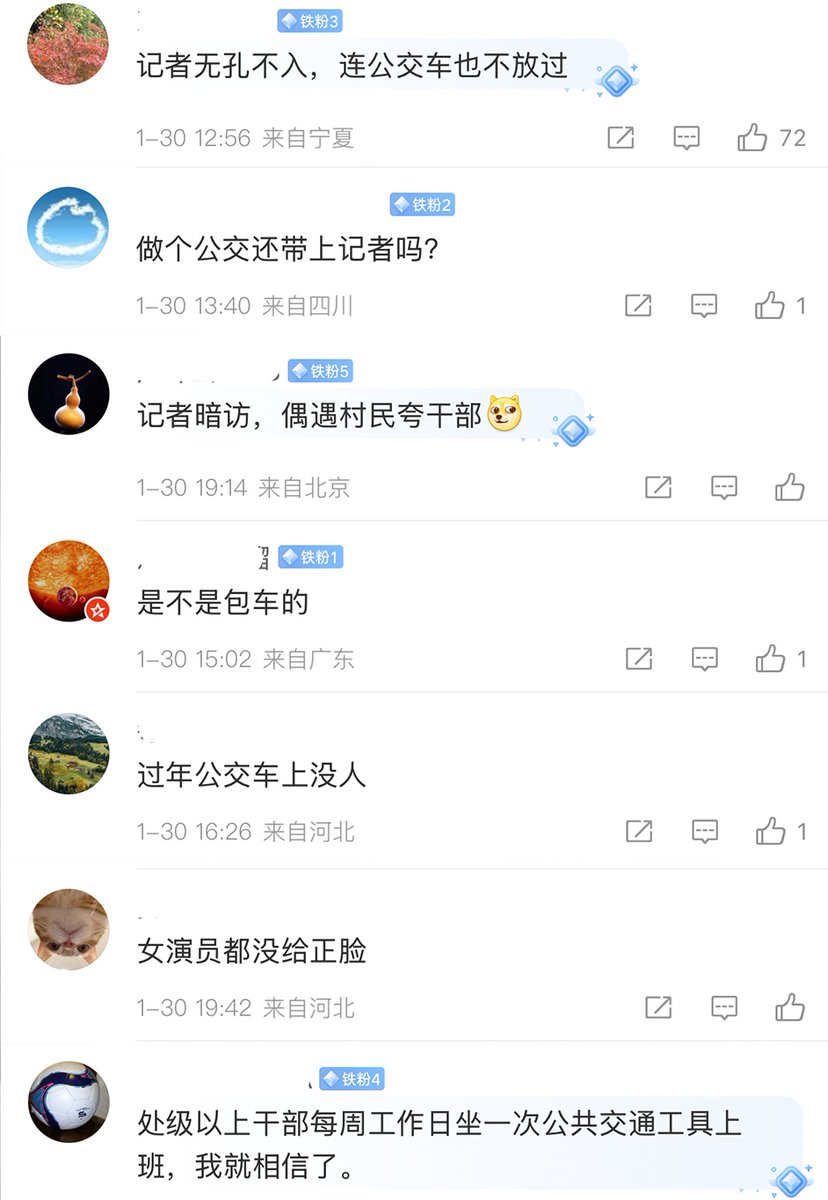 铁粉3
记者无孔不入，连公交车也不放过
1-30 12:56 来自宁夏
72
铁粉2
做个公交还带上记者吗？
1-30 13:40 来自四川
1
铁粉5
记者暗访，偶遇村民夸干部
1-30 19:14 来自北京
铁粉1
是不是包车的
1-30 15:02 来自广东
1
过年公交车上没人
1-30 16:26 来自河北
1
女演员都没给正脸
1-30 19:42 来自河北
铁粉4
处级以上干部每周工作日坐一次公共交通工具上
班，我就相信了。